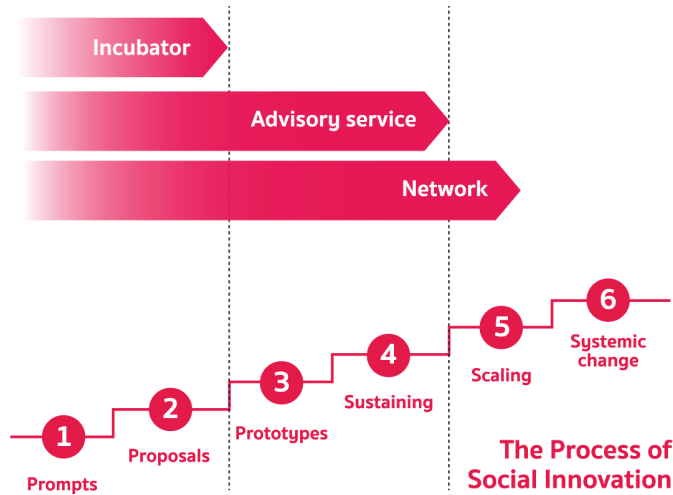 Incubator
Advisory service
Network
1
Prompts
2
Proposals
3
Prototypes
4
Sustaining
5
Scaling
6
Systemic
change
The Process of
Social Innovation